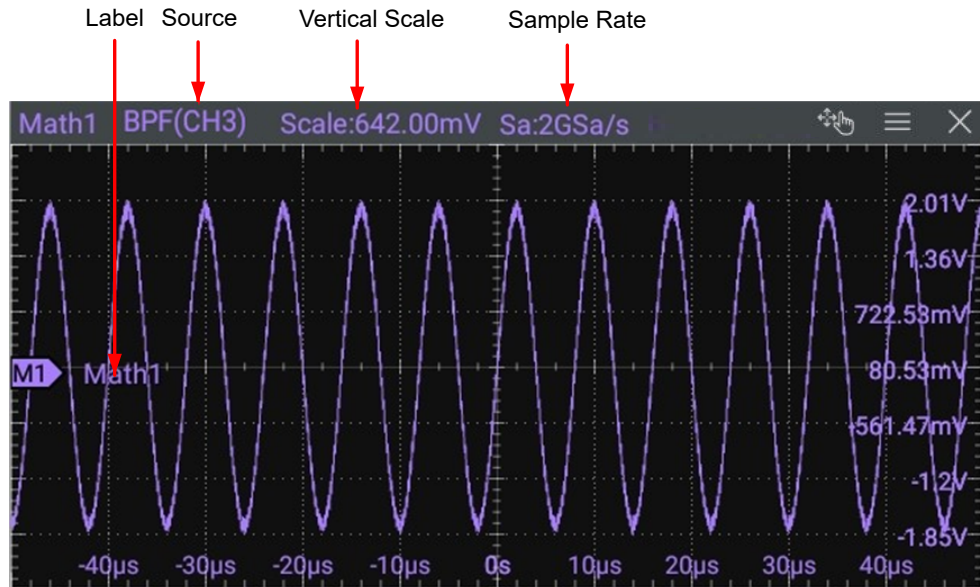 Label Source Vertical Scale Sample Rate
Math1 BPF(CH3) Scale:642.00mV Sa:2GSa/s
2.01V
1.36V
722.53mV
M1 Math1 80.53mV
-561.47mV
-1.2V
-1.85V
-40µs -30µs -20µs -10µs 0s 10µs 20µs 30µs 40µs